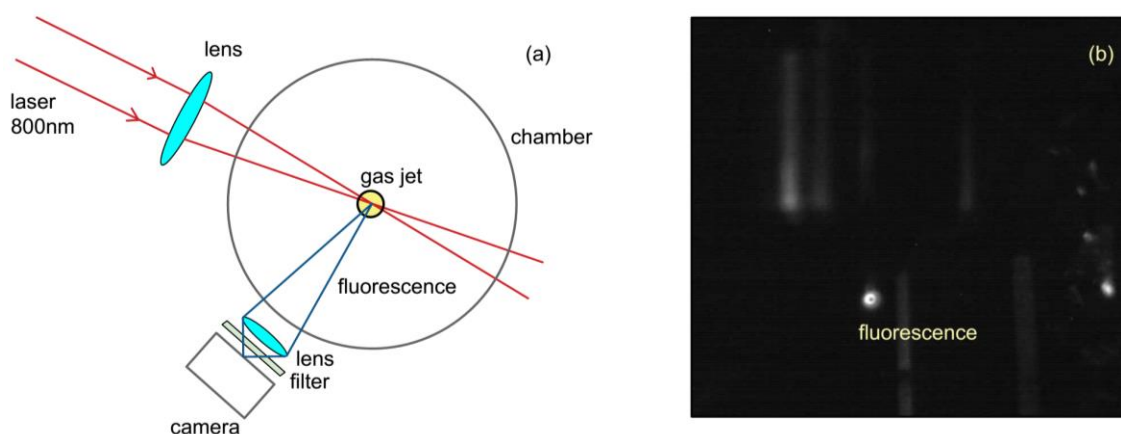 lens
(a)
laser
800nm
chamber
gas jet
fluorescence
lens
filter
camera
(b)
fluorescence